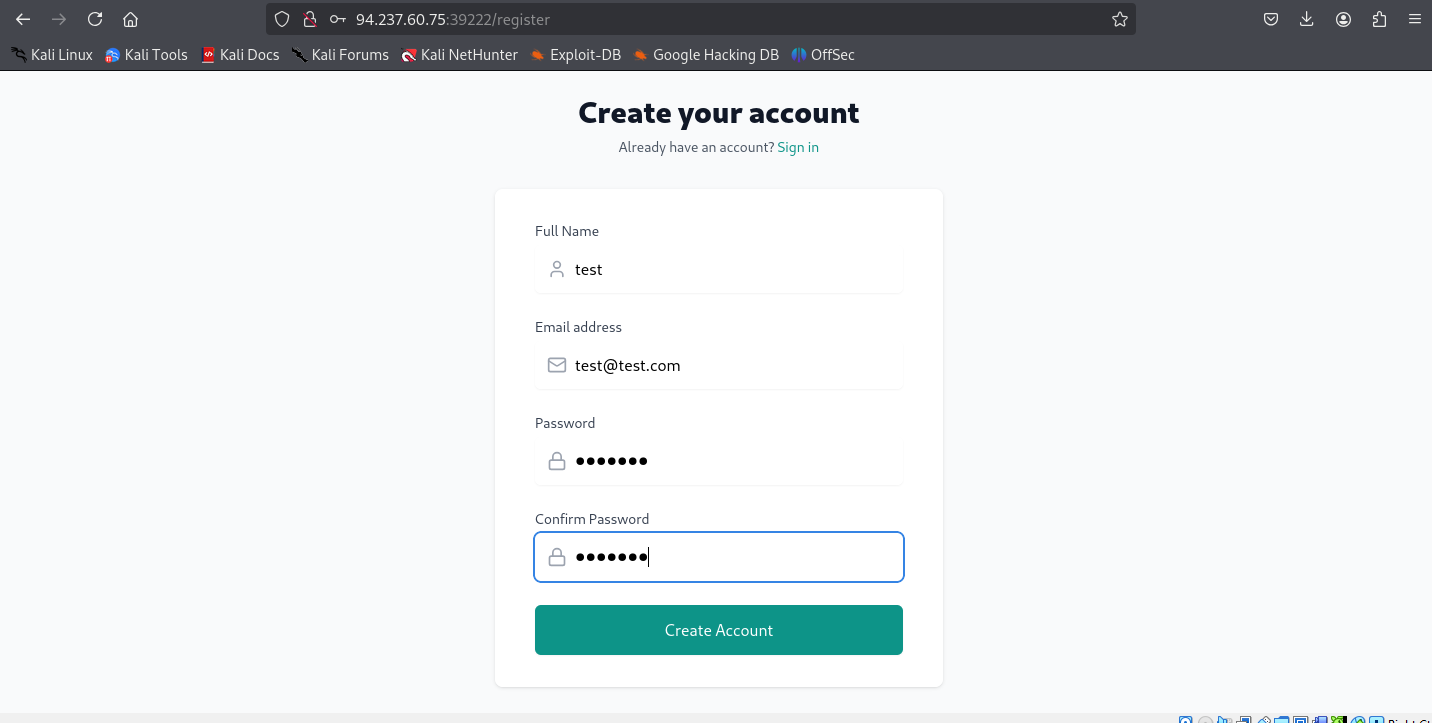 94.237.60.75:39222/register
Kali Linux Kali Tools Kali Docs Kali Forums Kali NetHunter Exploit-DB Google Hacking DB OffSec
Create your account
Already have an account? Sign in
Full Name
test
Email address
test@test.com
Password
•••••••
Confirm Password
•••••••
Create Account